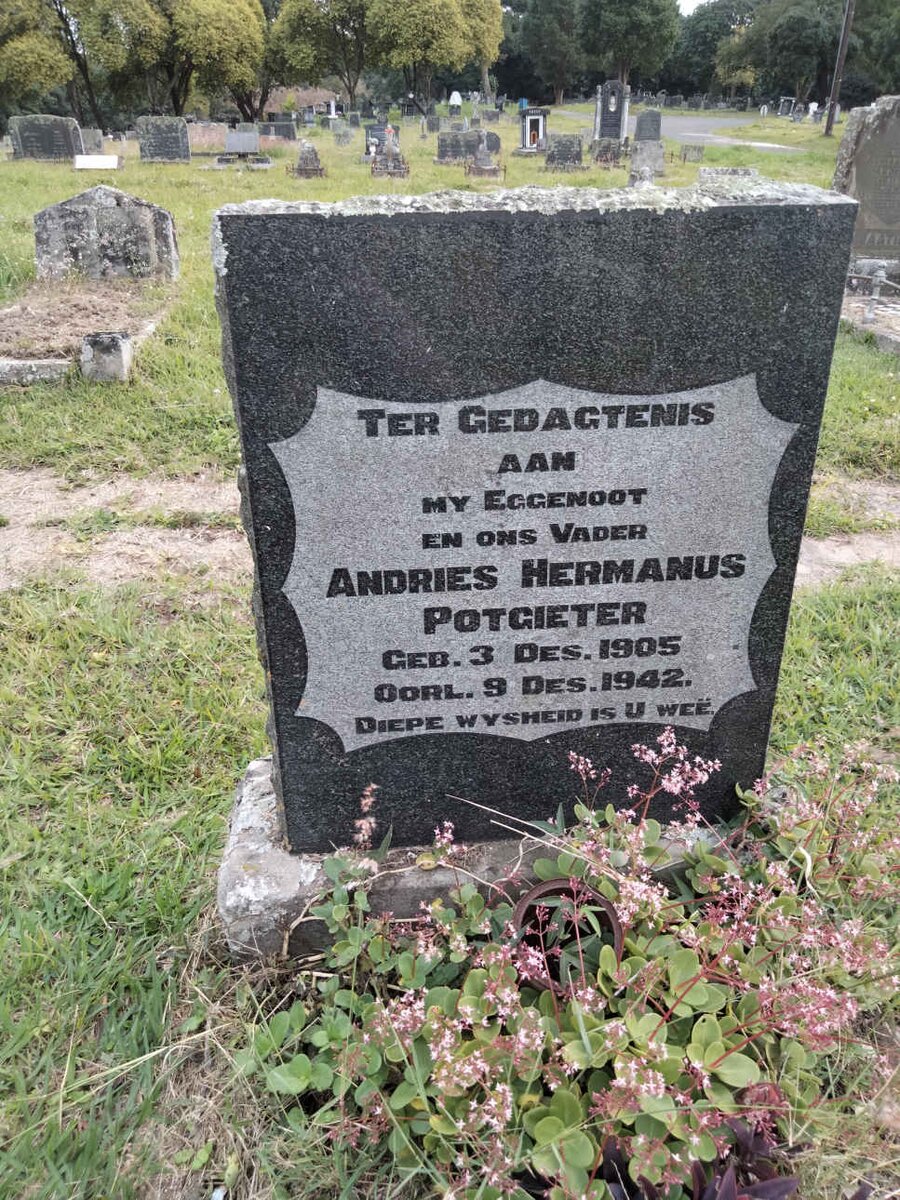 TER GEDAGTENIS
AAN
MY EGGENOOT
EN ONS VADER
ANDRIES HERMANUS
POTGIETER
GEB. 3 DES. 1905
OORL. 9 DES. 1942.
DIEPE WYSHEID IS U WEË.